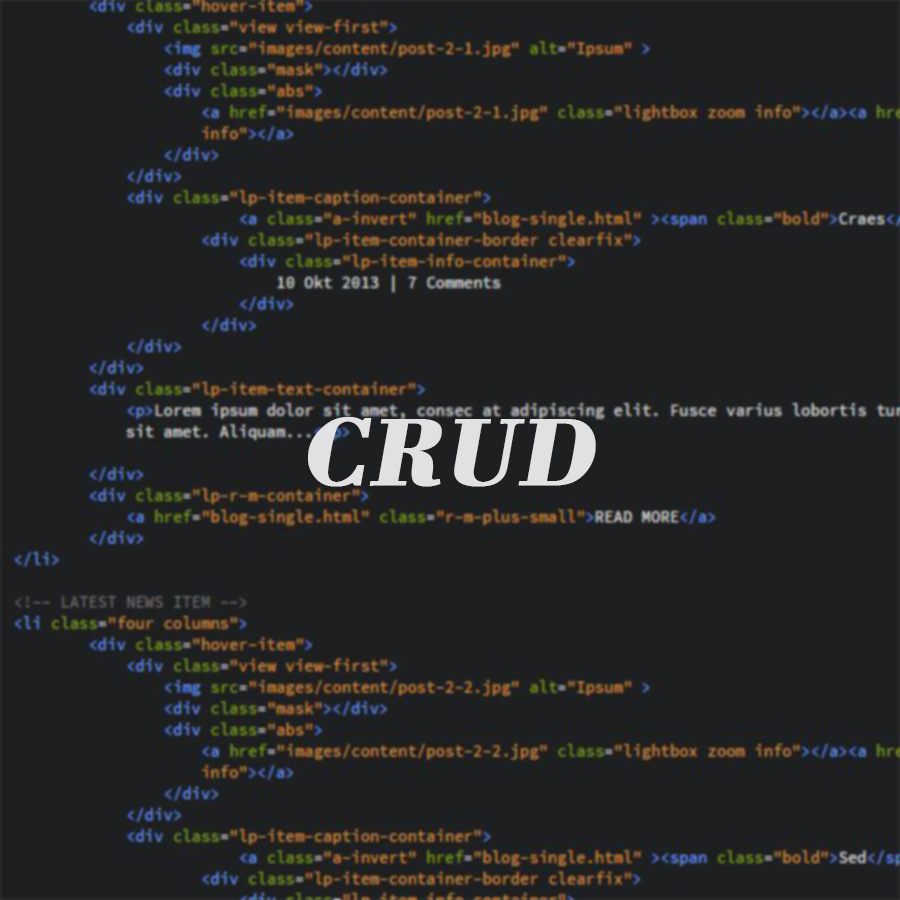 <div class="hover-item">
<div class="view view-first">
<img src="images/content/post-2-1.jpg" alt="Ipsum" >
<div class="mask"></div>
<div class="abs">
<a href="images/content/post-2-1.jpg" class="lightbox zoom info"></a><a hre
info"></a>
</div>
</div>
<div class="lp-item-caption-container">
<a class="a-invert" href="blog-single.html" ><span class="bold">Craes</
<div class="lp-item-container-border clearfix">
<div class="lp-item-info-container">
10 Okt 2013 | 7 Comments
</div>
</div>
</div>
</div>
<div class="lp-item-text-container">
<p>Lorem ipsum dolor sit amet, consec at adipiscing elit. Fusce varius lobortis tur
sit amet. Aliquam...
CRUD
</div>
<div class="lp-r-m-container">
<a href="blog-single.html" class="r-m-plus-small">READ MORE</a>
</div>
</li>
<!-- LATEST NEWS ITEM -->
<li class="four columns">
<div class="hover-item">
<div class="view view-first">
<img src="images/content/post-2-2.jpg" alt="Ipsum" >
<div class="mask"></div>
<div class="abs">
<a href="images/content/post-2-2.jpg" class="lightbox zoom info"></a><a hre
info"></a>
</div>
</div>
<div class="lp-item-caption-container">
<a class="a-invert" href="blog-single.html" ><span class="bold">Sed</sp
<div class="lp-item-container-border clearfix">